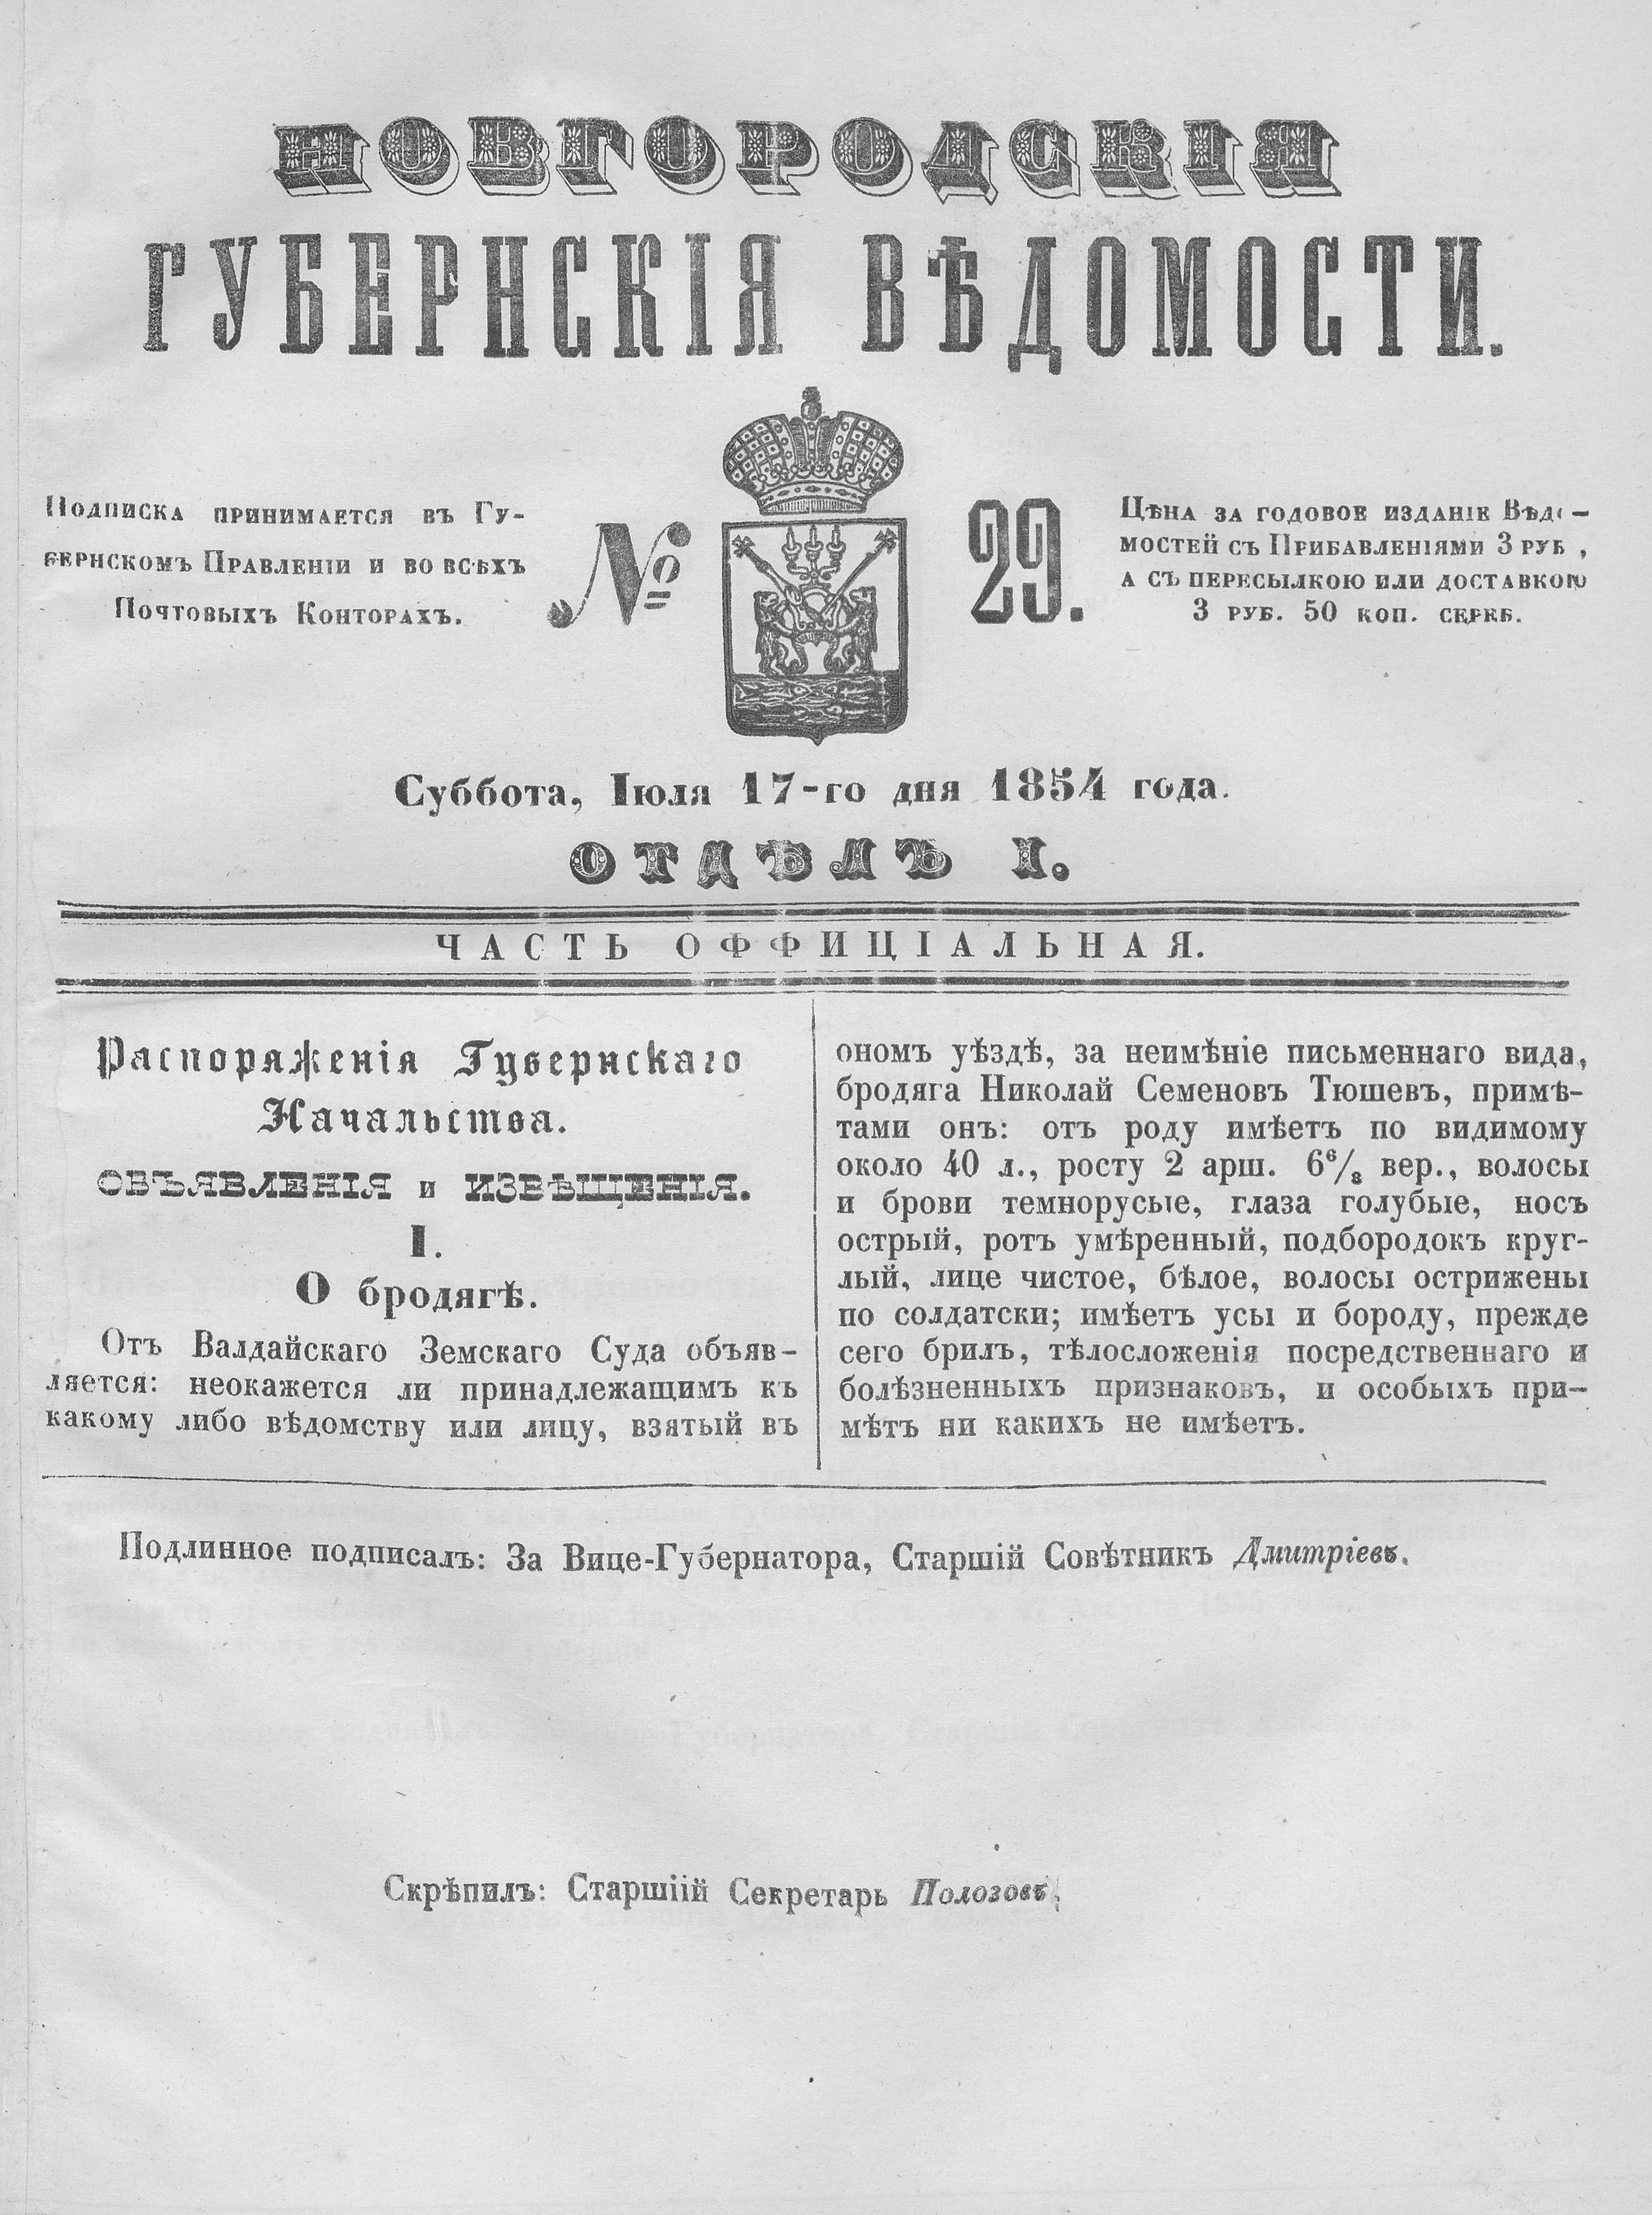 НОВГОРОДСКІЯ
ГУБЕРНСКІЯ ВѢДОМОСТИ.
Подписка принимается въ Гу-
бернскомъ Правленіи и во всѣхъ
Почтовыхъ Конторахъ.
№ 29.
Цѣна за годовое изданіе Вѣдо-
мостей съ Прибавленіями 3 руб,
а съ пересылкою или доставкою
3 руб. 50 коп. серeб.
Суббота, Іюля 17-го дня 1854 года.
ОТДѢЛЪ I.
ЧАСТЬ ОФФИЦІАЛЬНАЯ.
Распоряженія Губернскаго
Начальства.
ОБЪЯВЛЕНІЯ и ИЗВѢЩЕНІЯ.
I.
О бродягѣ.
Отъ Валдайскаго Земскаго Суда объяв-
ляется: неокажется ли принадлежащимъ къ
какому либо вѣдомству или лицу, взятый въ
ономъ уѣздѣ, за неимѣніе письменнаго вида,
бродяга Николай Семеновъ Тюшевъ, примѣ-
тами онъ: отъ роду имѣетъ по видимому
около 40 л., росту 2 арш. 6⁶/₈ вер., волосы
и брови темнорусые, глаза голубые, носъ
острый, ротъ умѣренный, подбородокъ круг-
лый, лице чистое, бѣлое, волосы острижены
по солдатски; имѣетъ усы и бороду, прежде
сего брилъ, тѣлосложенія посредственнаго и
болѣзненныхъ признаковъ, и особыхъ при-
мѣтъ ни какихъ не имѣетъ.
Подлинное подписалъ: За Вице-Губернатора, Старшій Совѣтникъ Дмитріевъ.
Скрѣпилъ: Старшіій Секретарь Полозовъ,